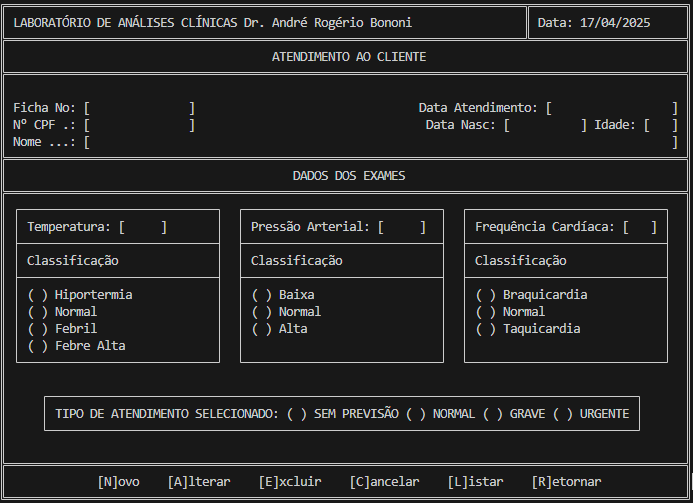 LABORATÓRIO DE ANÁLISES CLÍNICAS Dr. André Rogério Bononi Data: 17/04/2025
ATENDIMENTO AO CLIENTE
Ficha No: [ ] Data Atendimento: [ ]
Nº CPF .: [ ] Data Nasc: [ ] Idade: [ ]
Nome ...: [ ]
DADOS DOS EXAMES
Temperatura: [ ] Pressão Arterial: [ ] Frequência Cardíaca: [ ]
Classificação Classificação Classificação
( ) Hiportermia ( ) Baixa ( ) Braquicardia
( ) Normal ( ) Normal ( ) Normal
( ) Febril ( ) Alta ( ) Taquicardia
( ) Febre Alta
TIPO DE ATENDIMENTO SELECIONADO: ( ) SEM PREVISÃO ( ) NORMAL ( ) GRAVE ( ) URGENTE
[N]ovo [A]lterar [E]xcluir [C]ancelar [L]istar [R]etornar